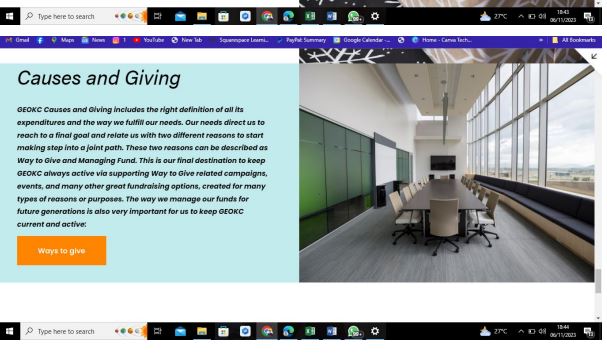 Type here to search
27°C
18:43
06/11/2023
Gmail
Maps
News
1
YouTube
New Tab
Squarespace Learni...
PayPal Summary
Google Calendar -...
Home - Canva Tech...
»
All Bookmarks
Causes and Giving
GEOKC Causes and Giving includes the right definition of all its
expenditures and the way we fulfill our needs. Our needs direct us to
reach to a final goal and relate us with two different reasons to start
making step into a joint path. These two reasons can be described as
Way to Give and Managing Fund. This is our final destination to keep
GEOKC always active via supporting Way to Give related campaigns,
events, and many other great fundraising options, created for many
types of reasons or purposes. The way we manage our funds for
future generations is also very important for us to keep GEOKC
current and active:
Ways to give
Type here to search
99+
27°C
18:44
06/11/2023